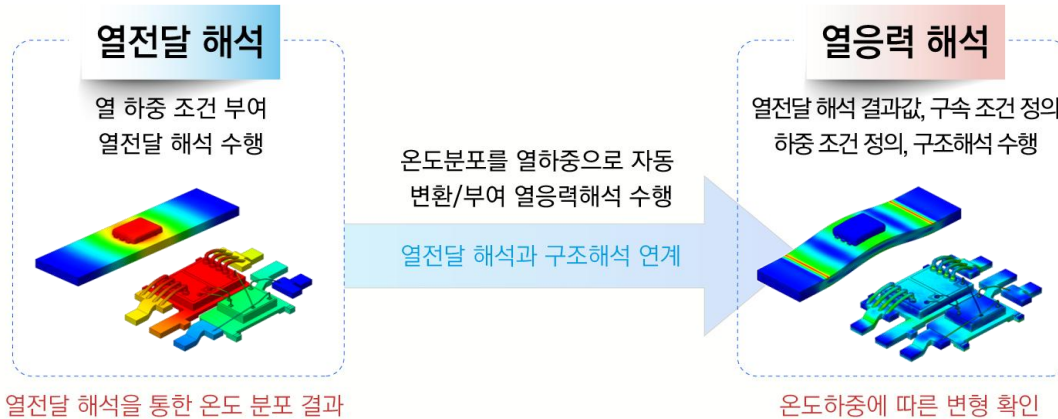 열전달 해석
열 하중 조건 부여
열전달 해석 수행
열전달 해석을 통한 온도 분포 결과
온도분포를 열하중으로 자동
변환/부여 열응력해석 수행
열전달 해석과 구조해석 연계
열응력 해석
열전달 해석 결과값, 구속 조건 정의
하중 조건 정의, 구조해석 수행
온도하중에 따른 변형 확인